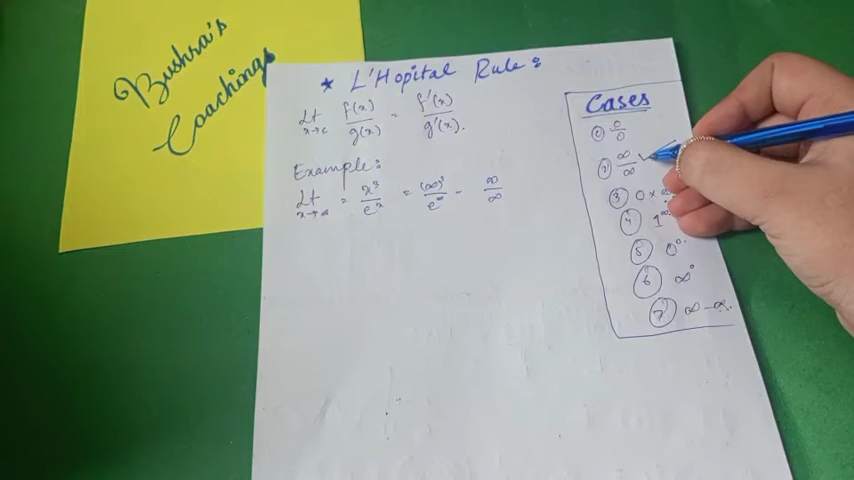 Bushra's
Coachings
* L'Hopital Rule:
Lt x→c f(x)/g(x) = f'(x)/g'(x).
Example:
Lt x→∞ = x³/eˣ = (∞)³/e^∞ = ∞/∞
Cases
① 0/0
② ∞/∞ ✓
③ 0 × ∞
④ 1^∞
⑤ 0⁰
⑥ ∞⁰
⑦ ∞ - ∞.